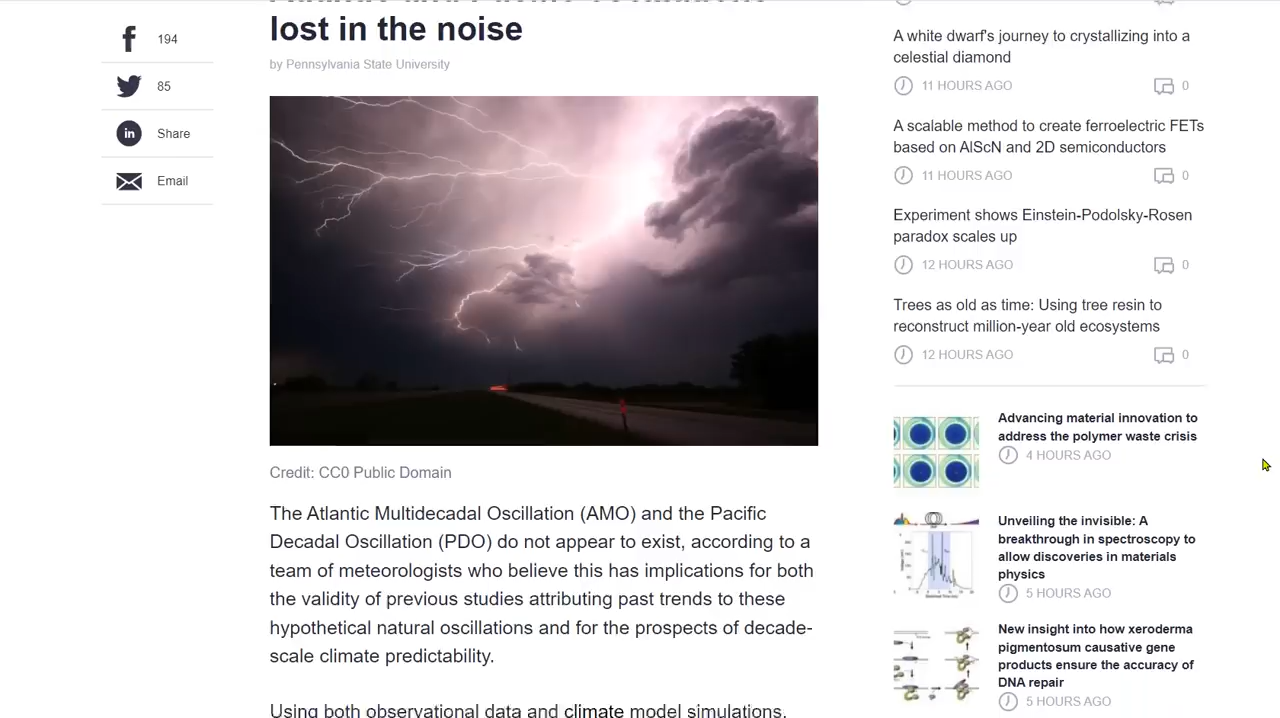 lost in the noise
by Pennsylvania State University
194
85
in Share
Email
Credit: CC0 Public Domain
The Atlantic Multidecadal Oscillation (AMO) and the Pacific
Decadal Oscillation (PDO) do not appear to exist, according to a
team of meteorologists who believe this has implications for both
the validity of previous studies attributing past trends to these
hypothetical natural oscillations and for the prospects of decade-
scale climate predictability.
Using both observational data and climate model simulations,
A white dwarf's journey to crystallizing into a
celestial diamond
11 HOURS AGO 0
A scalable method to create ferroelectric FETs
based on AlScN and 2D semiconductors
11 HOURS AGO 0
Experiment shows Einstein-Podolsky-Rosen
paradox scales up
12 HOURS AGO 0
Trees as old as time: Using tree resin to
reconstruct million-year old ecosystems
12 HOURS AGO 0
Advancing material innovation to
address the polymer waste crisis
4 HOURS AGO
Unveiling the invisible: A
breakthrough in spectroscopy to
allow discoveries in materials
physics
5 HOURS AGO
New insight into how xeroderma
pigmentosum causative gene
products ensure the accuracy of
DNA repair
5 HOURS AGO